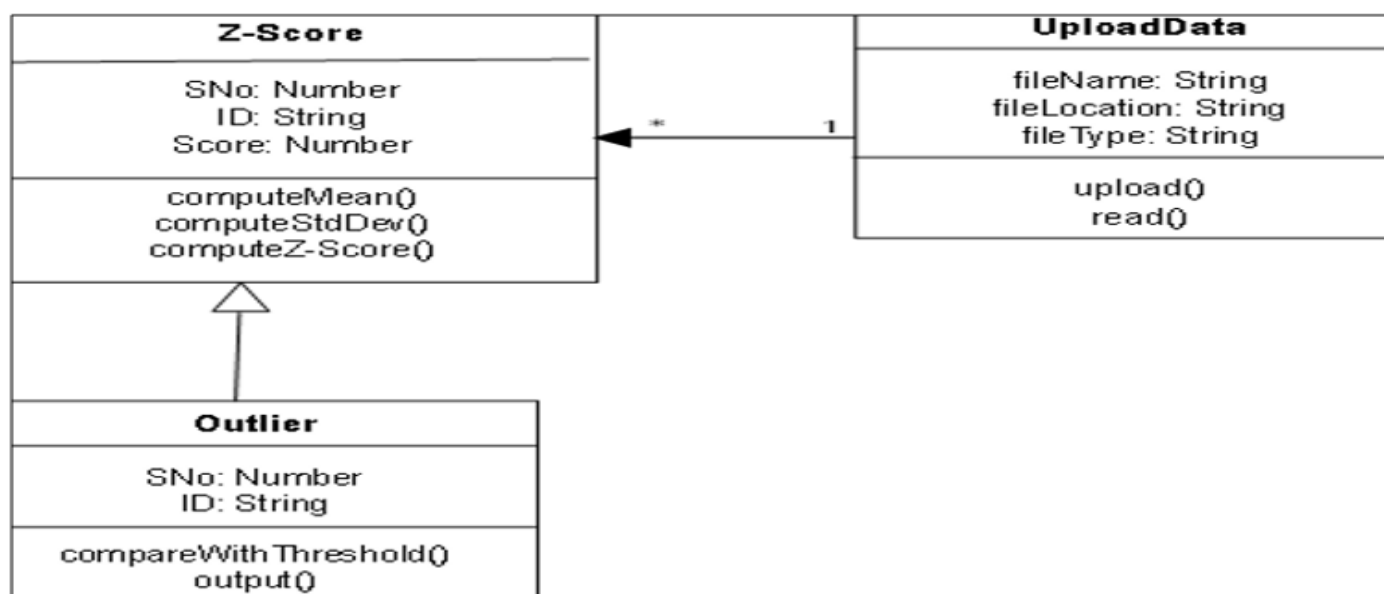 Z-Score
SNo: Number
ID: String
Score: Number
computeMean()
computeStdDev()
computeZ-Score()
* 1
UploadData
fileName: String
fileLocation: String
fileType: String
upload()
read()
Outlier
SNo: Number
ID: String
compareWithThreshold()
output()